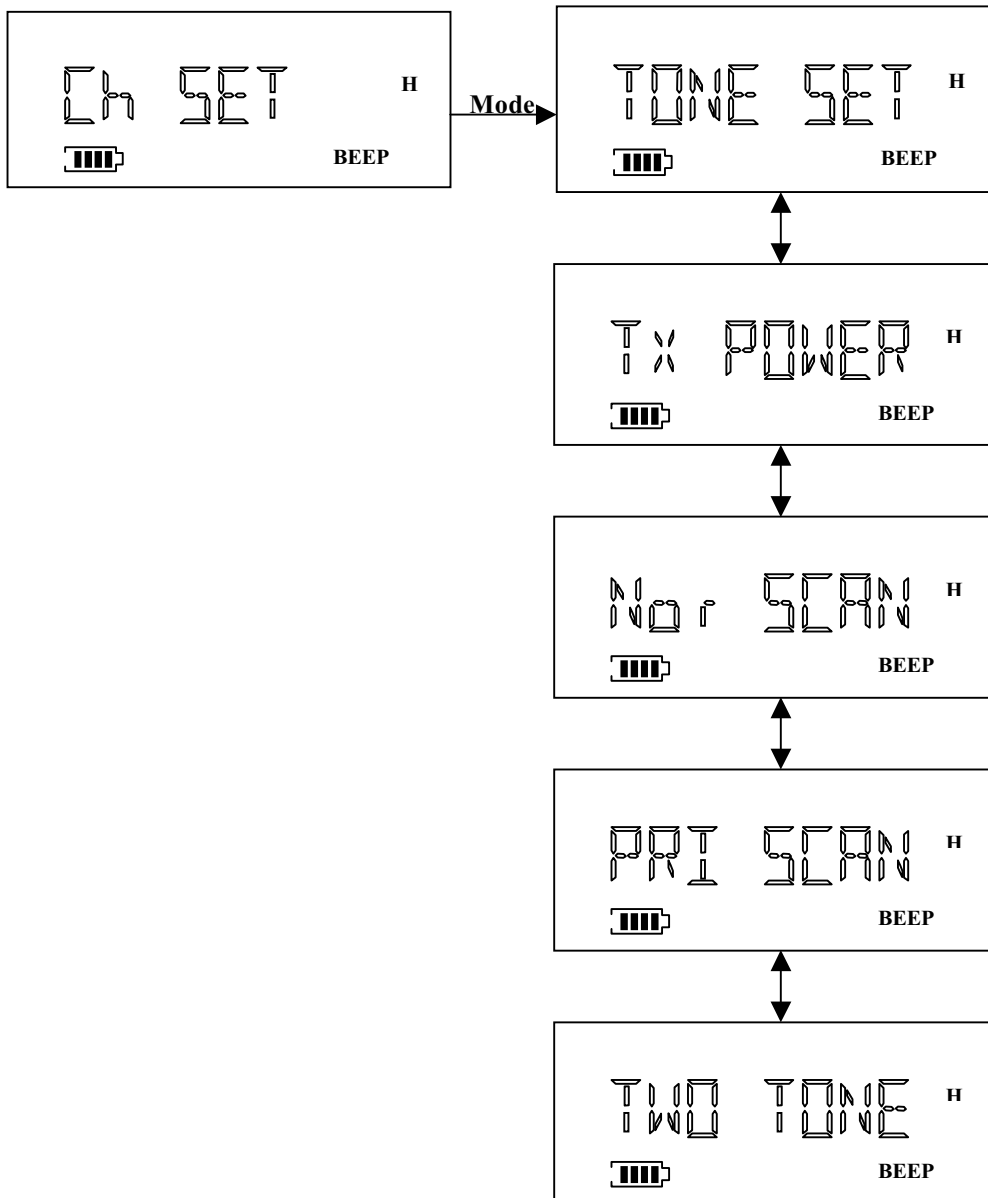 Ch SET H
BEEP
Mode
TONE SET H
BEEP
Tx POWER H
BEEP
Nor SCAN H
BEEP
PRI SCAN H
BEEP
TWO TONE H
BEEP